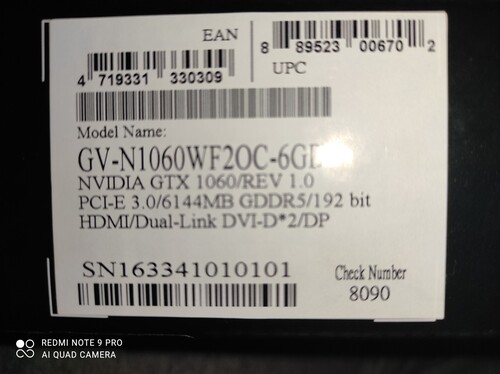 EAN
4 719331 330309
8 89523 00670 2
UPC
Model Name:
GV-N1060WF2OC-6GD
NVIDIA GTX 1060/REV 1.0
PCI-E 3.0/6144MB GDDR5/192 bit
HDMI/Dual-Link DVI-D*2/DP
SN163341010101
Check Number
8090
REDMI NOTE 9 PRO
AI QUAD CAMERA